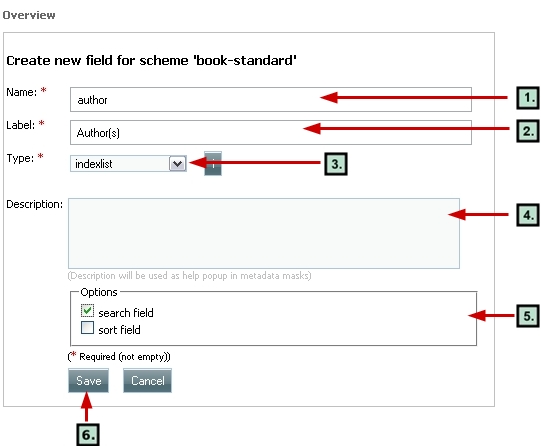 Overview
Create new field for scheme 'book-standard'
Name: * author 1.
Label: * Author(s) 2.
Type: * indexlist 3.
Description: 4.
(Description will be used as help popup in metadata masks)
Options
search field 5.
sort field
(* Required (not empty))
Save Cancel
6.